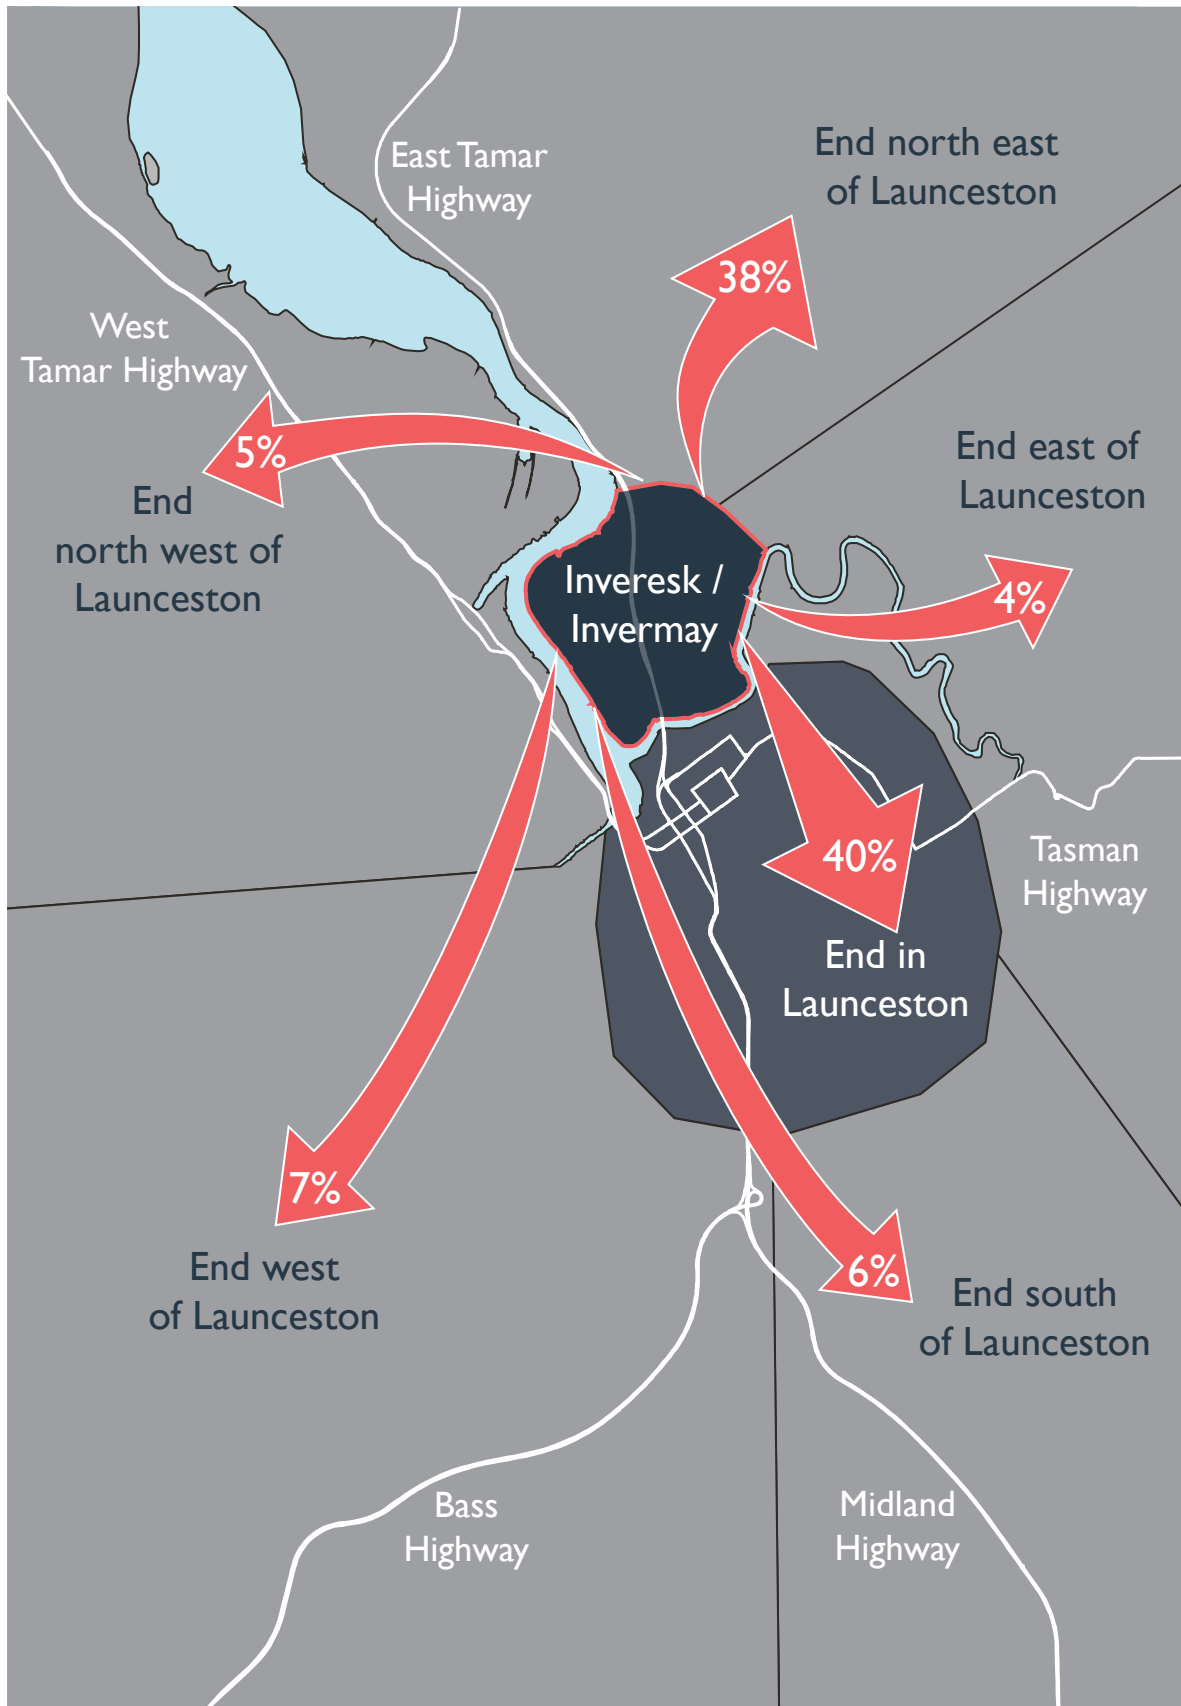 End north east
of Launceston
East Tamar
Highway
38%
West
Tamar Highway
5%
End
north west of
Launceston
End east of
Launceston
4%
Inveresk /
Invermay
40%
Tasman
Highway
End in
Launceston
7%
End west
of Launceston
6%
End south
of Launceston
Bass
Highway
Midland
Highway